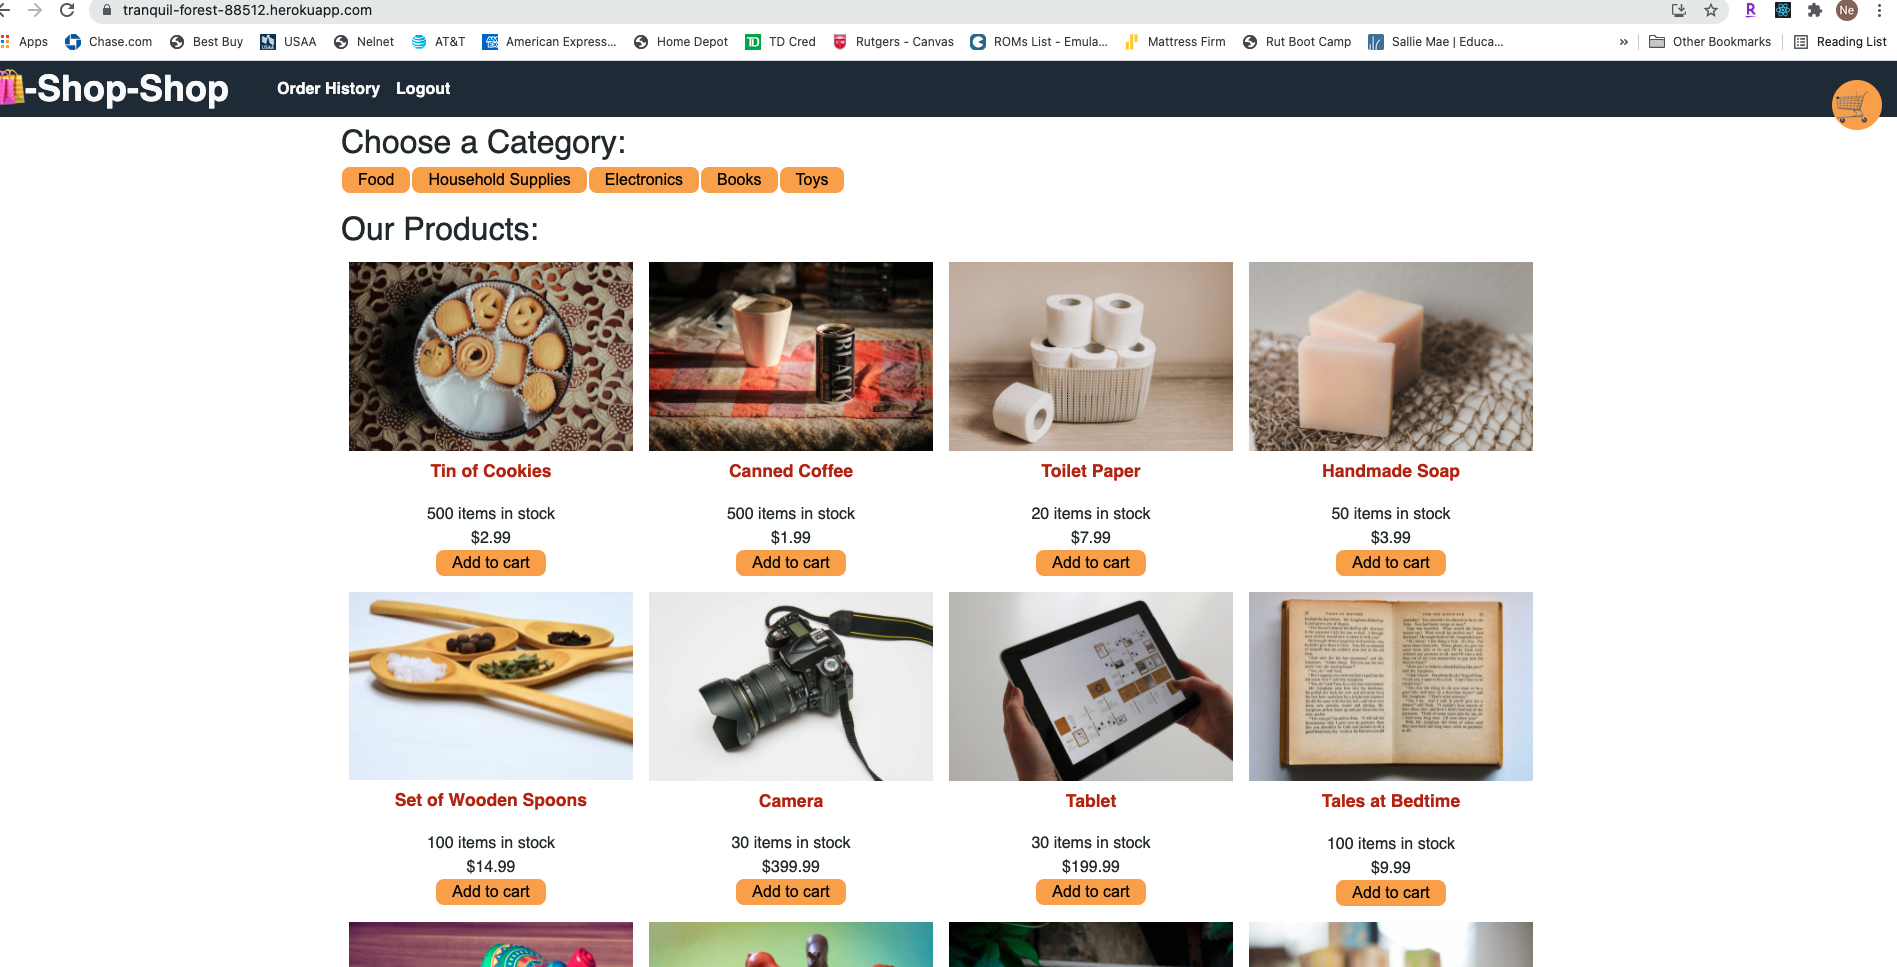 tranquil-forest-88512.herokuapp.com
R
Ne
Apps Chase.com Best Buy USAA Nelnet AT&T American Express... Home Depot TD Cred Rutgers - Canvas ROMs List - Emula... Mattress Firm Rut Boot Camp Sallie Mae | Educa... » Other Bookmarks Reading List
-Shop-Shop Order History Logout
Choose a Category:
Food Household Supplies Electronics Books Toys
Our Products:
BLACK
Tin of Cookies Canned Coffee Toilet Paper Handmade Soap
500 items in stock 500 items in stock 20 items in stock 50 items in stock
$2.99 $1.99 $7.99 $3.99
Add to cart Add to cart Add to cart Add to cart
Set of Wooden Spoons Camera Tablet Tales at Bedtime
100 items in stock 30 items in stock 30 items in stock 100 items in stock
$14.99 $399.99 $199.99 $9.99
Add to cart Add to cart Add to cart Add to cart